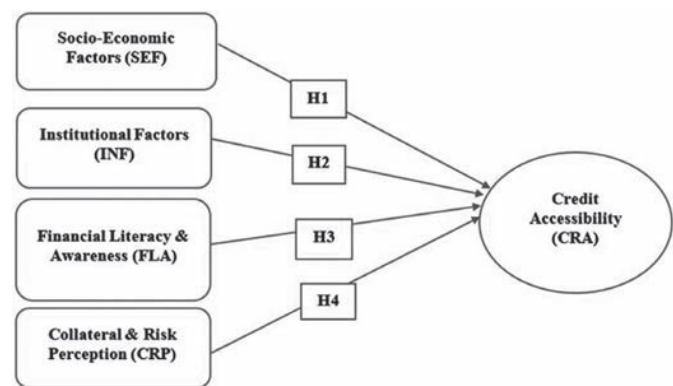 Socio-Economic
Factors (SEF)
H1
Institutional Factors
(INF)
H2
Financial Literacy &
Awareness (FLA)
H3
Collateral & Risk
Perception (CRP)
H4
Credit
Accessibility
(CRA)